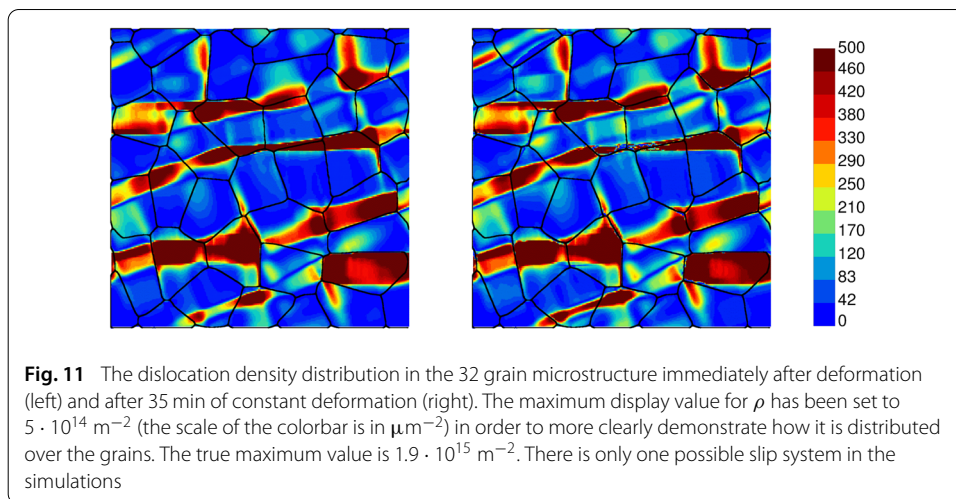 500
460
420
380
330
290
250
210
170
120
83
42
0
Fig. 11 The dislocation density distribution in the 32 grain microstructure immediately after deformation
(left) and after 35 min of constant deformation (right). The maximum display value for ρ has been set to
5 · 10¹⁴ m⁻² (the scale of the colorbar is in μm⁻²) in order to more clearly demonstrate how it is distributed
over the grains. The true maximum value is 1.9 · 10¹⁵ m⁻². There is only one possible slip system in the
simulations